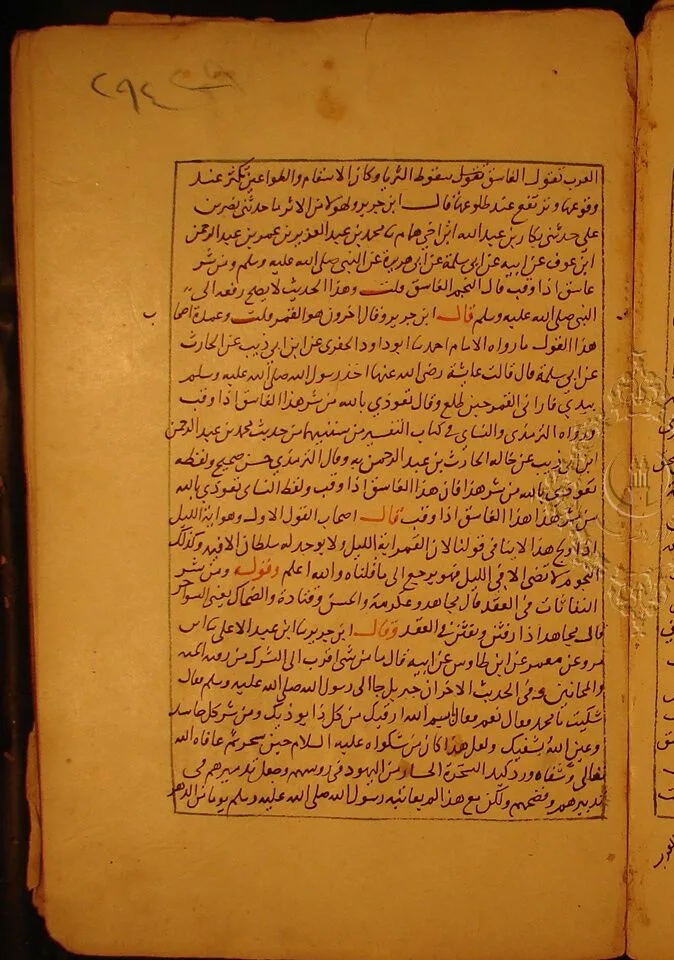 ٢٩٤
العرب تقول الغاسق تقول سقوط الثريا وكان الاسقام والطواعين تكثر عند
وقوعها وترتفع عند طلوعها قال ابن جرير ولهؤلاء من الاثر ما حدثني نصر بن
علي حدثني بكار بن عبد الله ابن اخي همام ثنا محمد بن عبد العزيز بن عمر بن عبد الرحمن
ابن عوف عن ابيه عن ابي سلمة عن ابي هريرة عن النبي صلى الله عليه وسلم ومن شر
غاسق اذا وقب قال النجم الغاسق قلت وهذا الحديث لا يصح رفعه الى
النبي صلى الله عليه وسلم قال ابن جرير وقال اخرون هو القمر قلت وعمدة اصحاب
هذا القول ما رواه الامام احمد ثنا ابو داود الحفري عن ابن ابي ذيب عن الحارث
عن ابي سلمة قال قالت عايشة رضي الله عنها اخذ رسول الله صلى الله عليه وسلم
بيدي فاراني القمر حين طلع وقال تعوذي بالله من شر هذا الغاسق اذا وقب
ورواه الترمذي والنساي في كتاب التفسير من سننيهما من حديث محمد بن عبد الرحمن
ابن ابي ذيب عن خاله الحارث بن عبد الرحمن به وقال الترمذي حسن صحيح ولفظه
تعوذي بالله من شر هذا فان هذا الغاسق اذا وقب ولفظ النساي تعوذي بالله
من شر هذا هذا الغاسق اذا وقب قال اصحاب القول الاول وهو اية الليل
اذا ولج هذا لا ينافي قولنا لان القمر اية الليل ولا يوجد له سلطان الا فيه وكذلك
النجوم لا تضي الا في الليل فهو يرجع الى ما قلناه والله اعلم وقوله ومن شر
النفاثات في العقد قال مجاهد وعكرمة والحسن وقتادة والضحاك يعني السواحر
قال مجاهد اذا رقين ونفثن في العقد وقال ابن جرير ثنا ابن عبد الاعلى ثنا ابن
ثور عن معمر عن ابن طاوس عن ابيه قال ما من شي اقرب الى الشرك من رقية الحية
والمجانين وفي الحديث الاخر ان جبريل جا الى رسول الله صلى الله عليه وسلم فقال
اشتكيت يا محمد فقال نعم فقال بسم الله ارقيك من كل دا يوذيك ومن شر كل حاسد
وعين الله يشفيك ولعل هذا كان من شكواه عليه السلام حين سحر ثم عافاه الله
تعالى وشفاه ورد كيد السحرة الحساد من اليهود في روسهم وجعل تدميرهم في
تدبيرهم وفضحهم ولكن مع هذا لم يعاتبه رسول الله صلى الله عليه وسلم يوما من الدهر